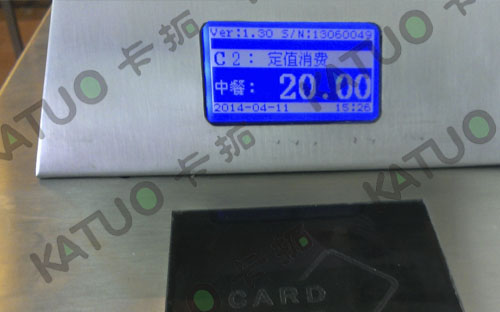 Ver:1.30 S/N:13060049
C2: 定值消费
中餐: 20.00
2014-04-11 15:26
CARD
KATUO 卡拓
KATUO 卡拓
KATUO 卡拓
KATUO 卡拓
KATUO 卡拓
KATUO